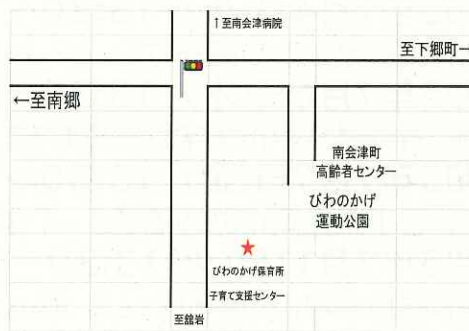 ↑至南会津病院
至下郷町→
←至南郷
南会津町
高齢者センター
びわのかげ
運動公園
びわのかげ保育所
子育て支援センター
至舘岩